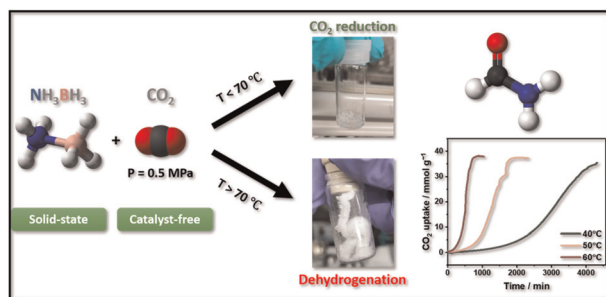 CO₂ reduction
NH₃BH₃
CO₂
T < 70 °C
+
P = 0.5 MPa
T > 70 °C
Solid-state
Catalyst-free
Dehydrogenation
CO₂ uptake / mmol g⁻¹
40
30
20
10
0
40°C
50°C
60°C
0 1000 2000 3000 4000
Time / min